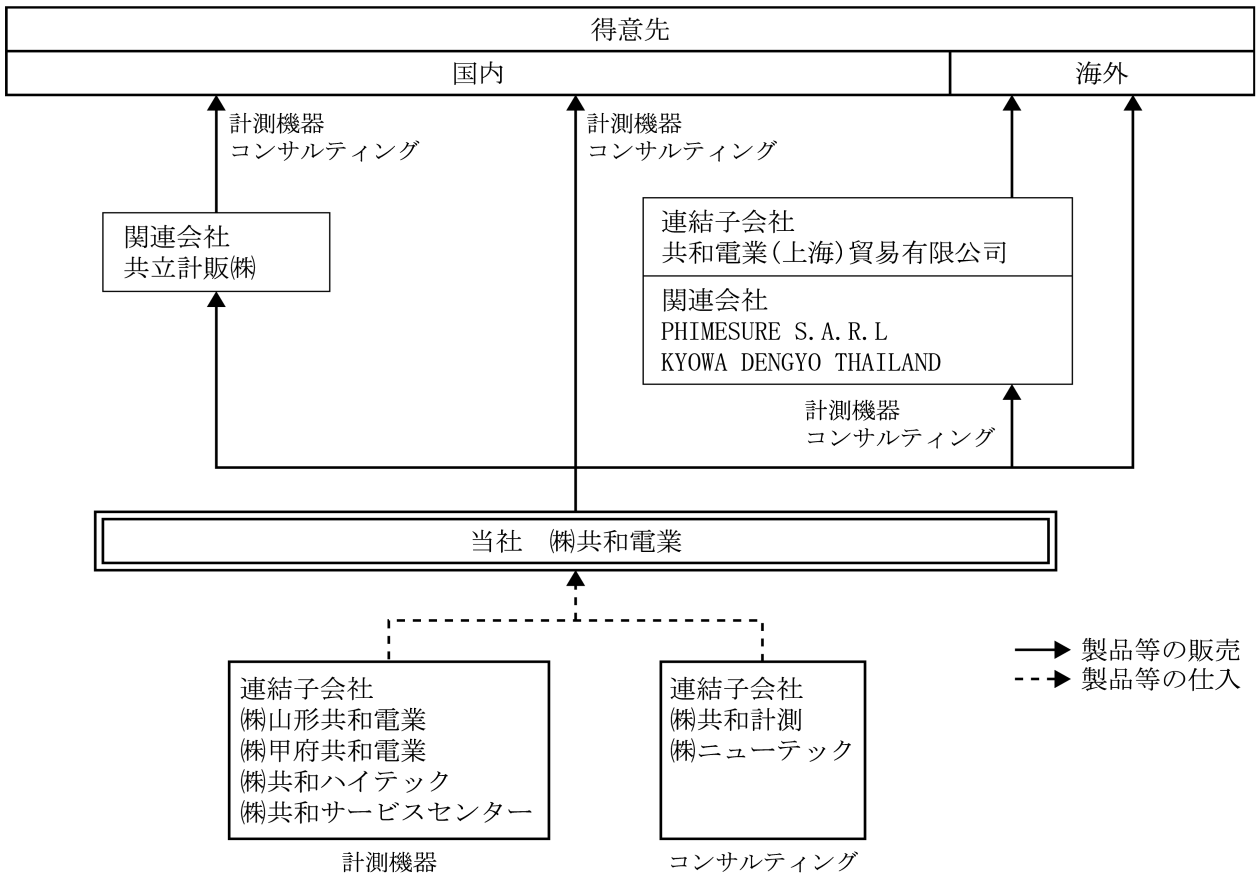 得意先
国内
海外
計測機器
コンサルティング
計測機器
コンサルティング
関連会社
共立計販㈱
連結子会社
共和電業(上海)貿易有限公司
関連会社
PHIMESURE S.A.R.L
KYOWA DENGYO THAILAND
計測機器
コンサルティング
当社　㈱共和電業
製品等の販売
製品等の仕入
連結子会社
㈱山形共和電業
㈱甲府共和電業
㈱共和ハイテック
㈱共和サービスセンター
計測機器
連結子会社
㈱共和計測
㈱ニューテック
コンサルティング